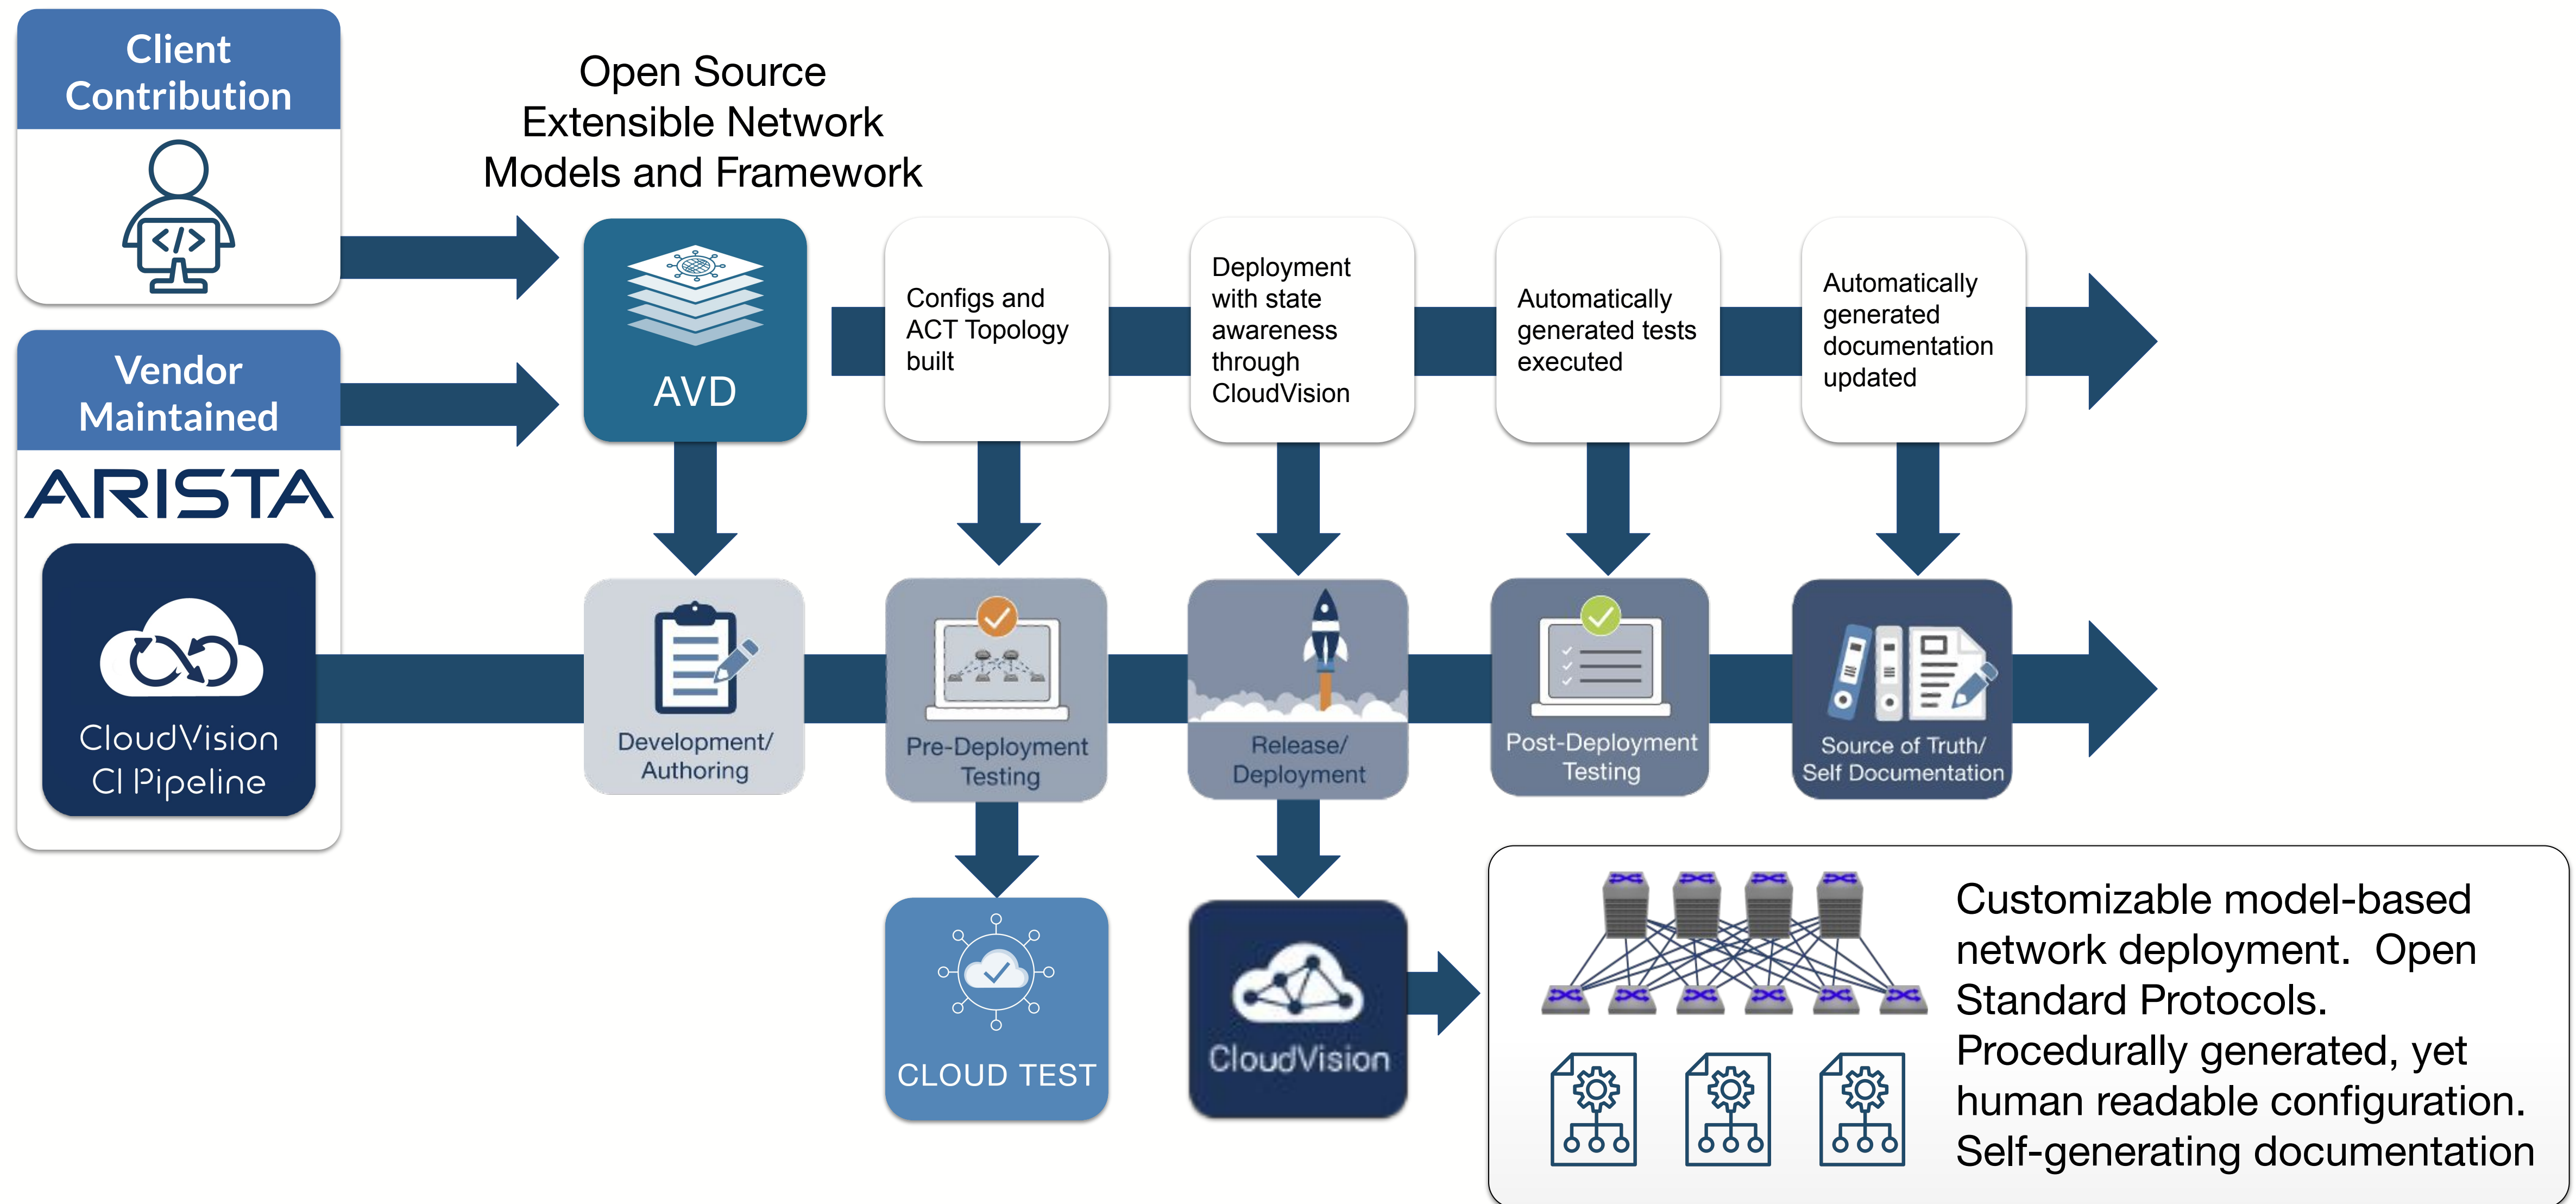 Client
Contribution
</>
Open Source
Extensible Network
Models and Framework
Vendor
Maintained
ARISTA
CloudVision
CI Pipeline
AVD
Configs and
ACT Topology
built
Deployment
with state
awareness
through
CloudVision
Automatically
generated tests
executed
Automatically
generated
documentation
updated
Development/
Authoring
Pre-Deployment
Testing
Release/
Deployment
Post-Deployment
Testing
Source of Truth/
Self Documentation
CLOUD TEST
CloudVision
Customizable model-based
network deployment.  Open
Standard Protocols.
Procedurally generated, yet
human readable configuration.
Self-generating documentation